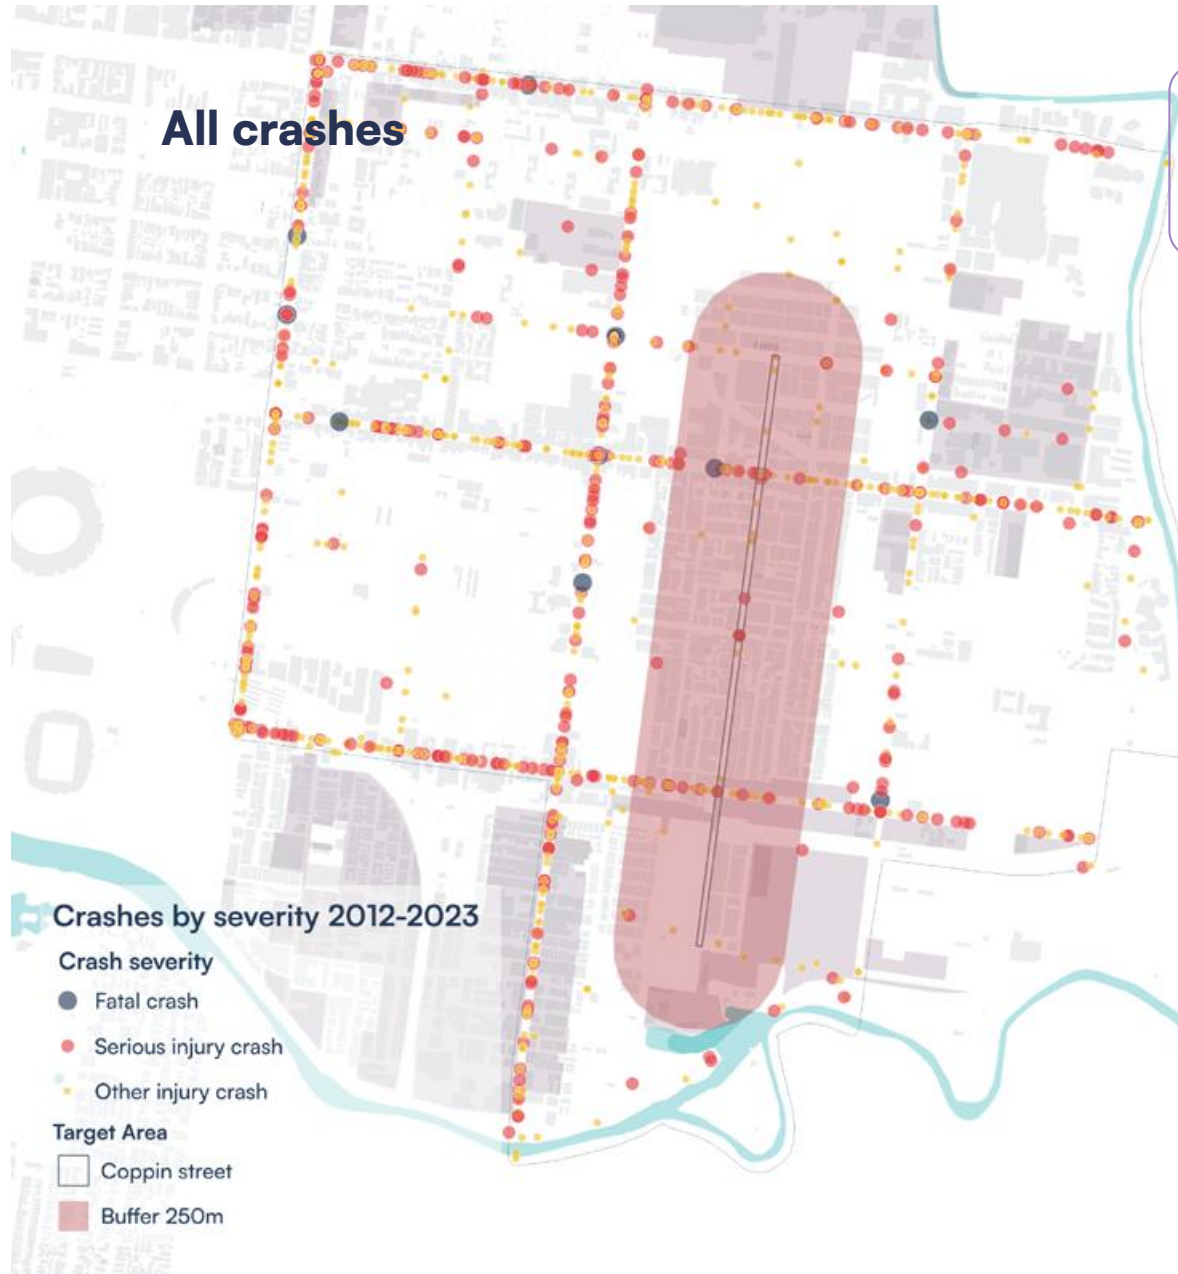 All crashes
Crashes by severity 2012-2023
Crash severity
Fatal crash
Serious injury crash
Other injury crash
Target Area
Coppin street
Buffer 250m